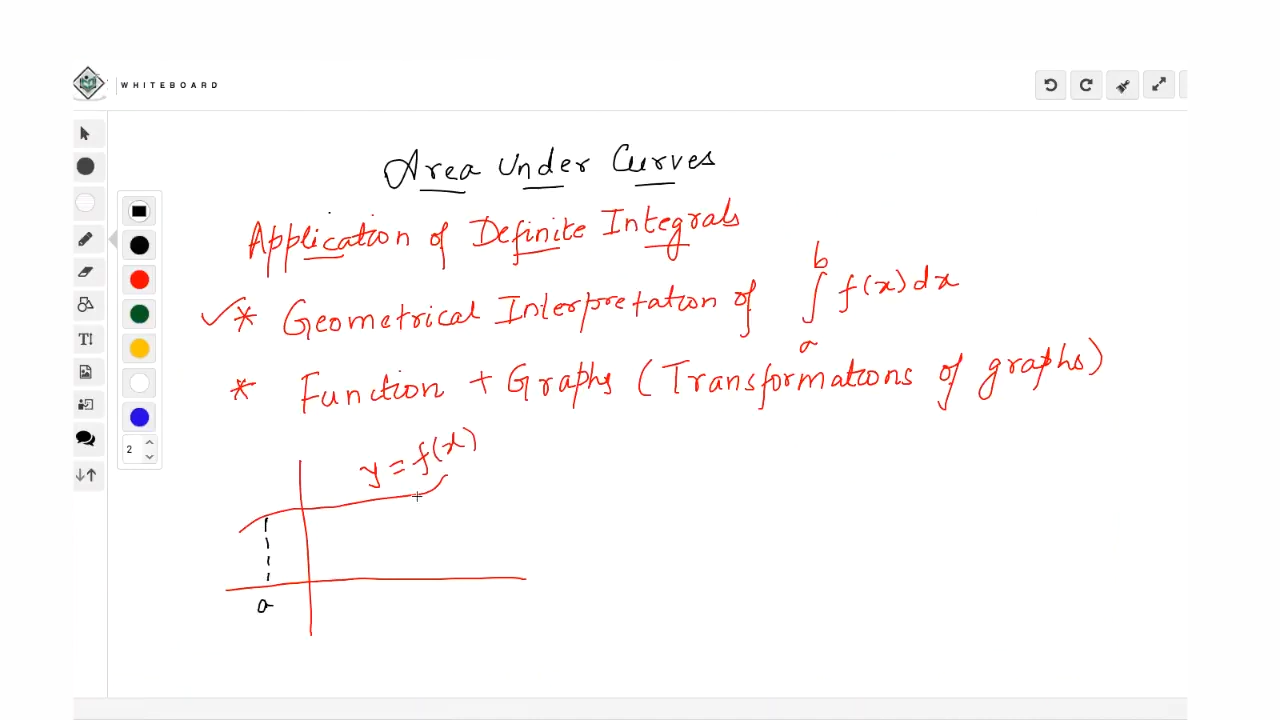 WHITEBOARD
Area Under Curves
Application of Definite Integrals
✓* Geometrical Interpretation of ∫ₐᵇ f(x) dx
* Function + Graphs (Transformations of graphs)
y = f(x)
a
T
2